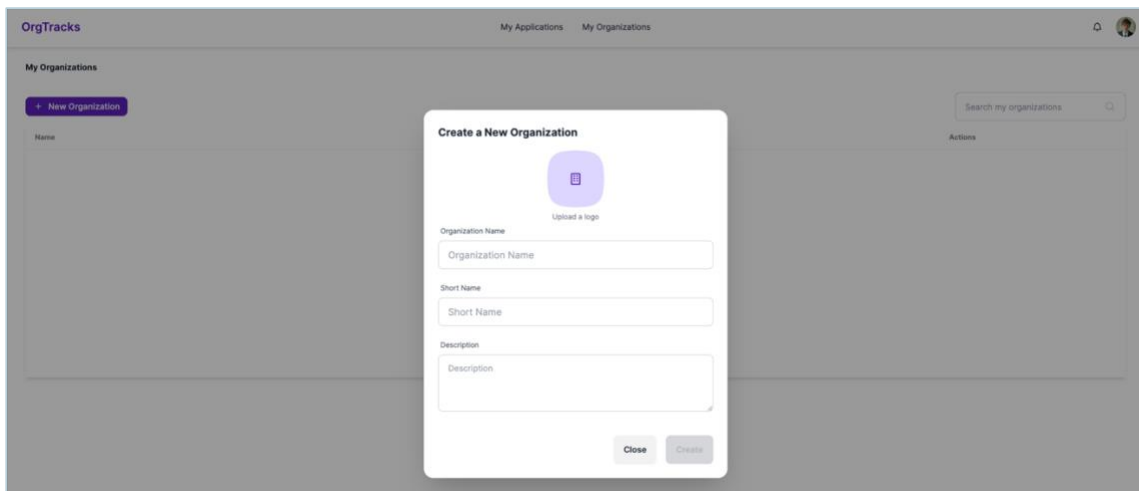 OrgTracks
My Applications My Organizations
My Organizations
+ New Organization
Search my organizations
Name
Actions
Create a New Organization
Upload a logo
Organization Name
Organization Name
Short Name
Short Name
Description
Description
Close Create